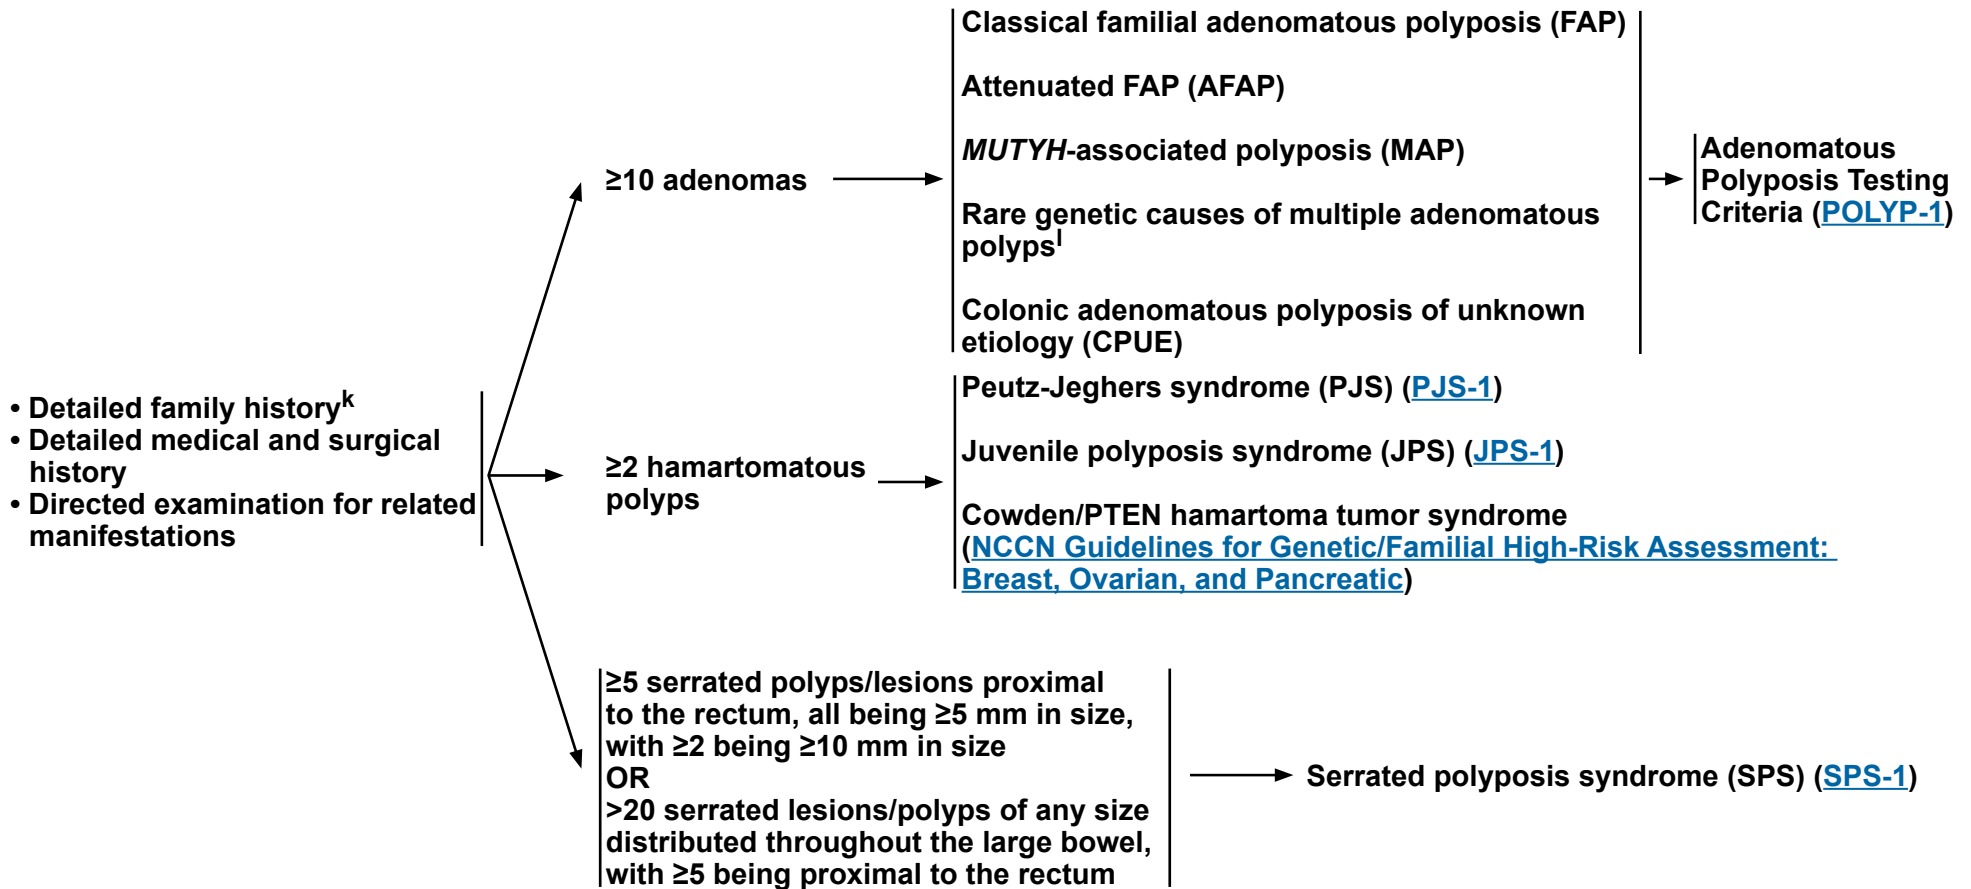 • Detailed family history^k
• Detailed medical and surgical
history
• Directed examination for related
manifestations
≥10 adenomas
Classical familial adenomatous polyposis (FAP)
Attenuated FAP (AFAP)
MUTYH-associated polyposis (MAP)
Rare genetic causes of multiple adenomatous
polyps^l
Colonic adenomatous polyposis of unknown
etiology (CPUE)
Adenomatous
Polyposis Testing
Criteria (POLYP-1)
≥2 hamartomatous
polyps
Peutz-Jeghers syndrome (PJS) (PJS-1)
Juvenile polyposis syndrome (JPS) (JPS-1)
Cowden/PTEN hamartoma tumor syndrome
(NCCN Guidelines for Genetic/Familial High-Risk Assessment:
Breast, Ovarian, and Pancreatic)
≥5 serrated polyps/lesions proximal
to the rectum, all being ≥5 mm in size,
with ≥2 being ≥10 mm in size
OR
>20 serrated lesions/polyps of any size
distributed throughout the large bowel,
with ≥5 being proximal to the rectum
Serrated polyposis syndrome (SPS) (SPS-1)